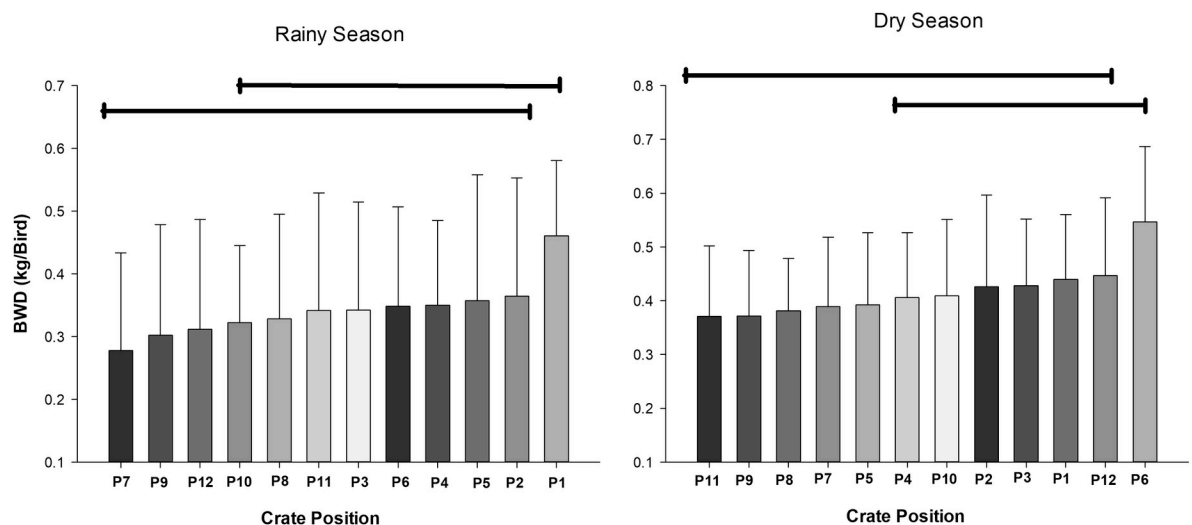 Rainy Season
BWD (kg/Bird)
0.7
0.6
0.5
0.4
0.3
0.2
0.1
P7 P9 P12 P10 P8 P11 P3 P6 P4 P5 P2 P1
Crate Position
Dry Season
0.8
0.7
0.6
0.5
0.4
0.3
0.2
0.1
P11 P9 P8 P7 P5 P4 P10 P2 P3 P1 P12 P6
Crate Position